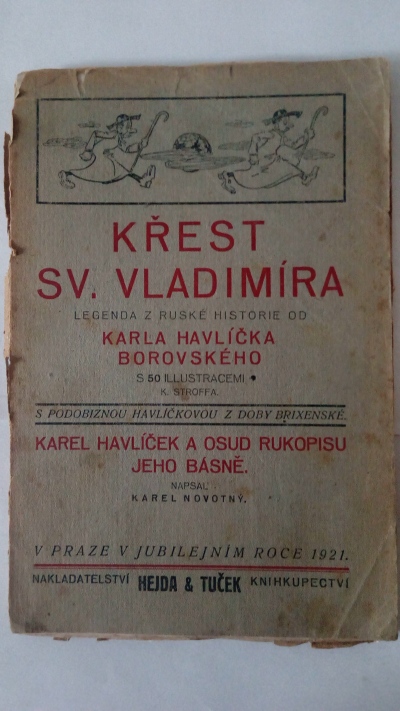 KŘEST
SV. VLADIMÍRA
LEGENDA Z RUSKÉ HISTORIE OD
KARLA HAVLÍČKA
BOROVSKÉHO
S 50 ILLUSTRACEMI
K. STROFFA.
S PODOBIZNOU HAVLÍČKOVOU Z DOBY BRIXENSKÉ.
KAREL HAVLÍČEK A OSUD RUKOPISU
JEHO BÁSNĚ.
NAPSAL
KAREL NOVOTNÝ.
V PRAZE V JUBILEJNÍM ROCE 1921.
NAKLADATELSTVÍ HEJDA & TUČEK KNIHKUPECTVÍ